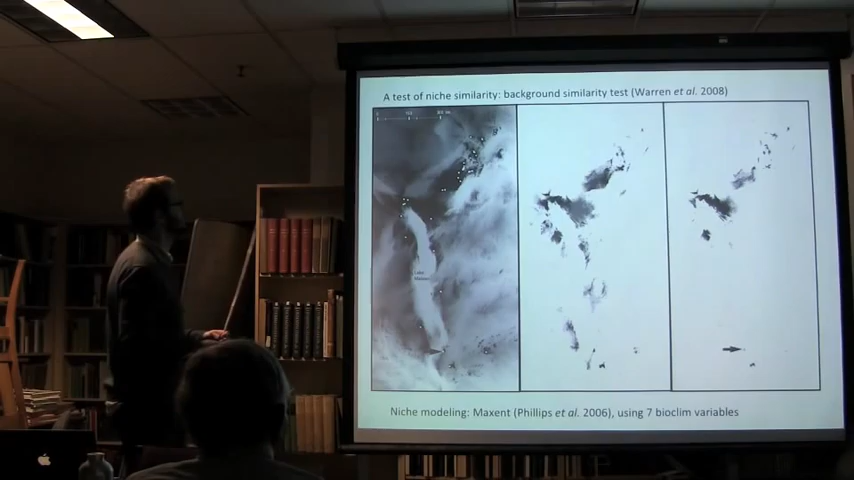 A test of niche similarity: background similarity test (Warren et al. 2008)
Lake
Niche modeling: Maxent (Phillips et al. 2006), using 7 bioclim variables